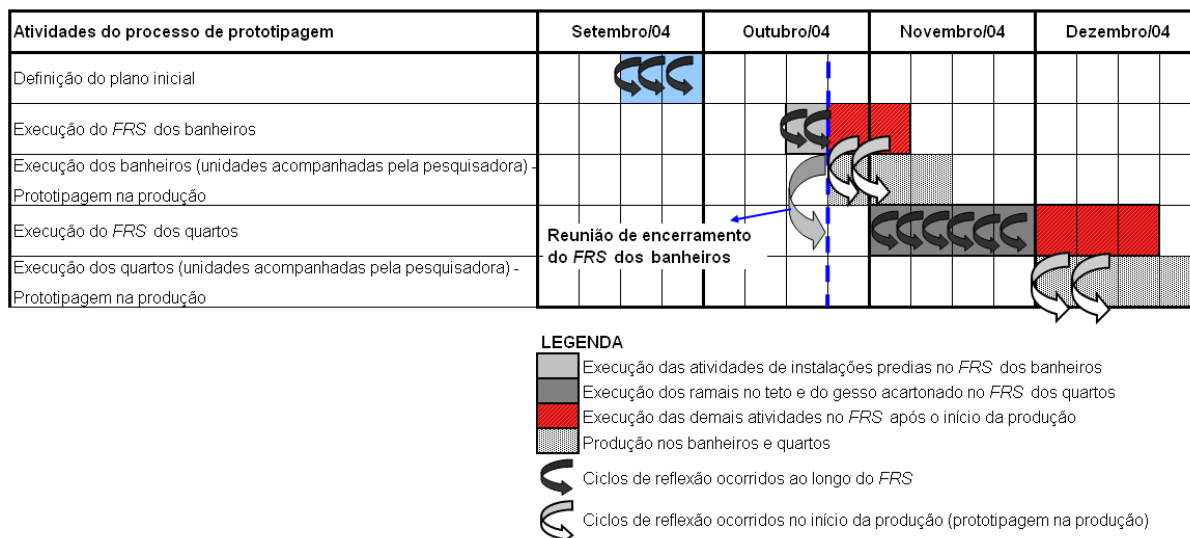 Atividades do processo de prototipagem Setembro/04 Outubro/04 Novembro/04 Dezembro/04
Definição do plano inicial
Execução do FRS dos banheiros
Execução dos banheiros (unidades acompanhadas pela pesquisadora) -
Prototipagem na produção
Execução do FRS dos quartos
Execução dos quartos (unidades acompanhadas pela pesquisadora) -
Prototipagem na produção
Reunião de encerramento
do FRS dos banheiros
LEGENDA
Execução das atividades de instalações predias no FRS dos banheiros
Execução dos ramais no teto e do gesso acartonado no FRS dos quartos
Execução das demais atividades no FRS após o início da produção
Produção nos banheiros e quartos
Ciclos de reflexão ocorridos ao longo do FRS
Ciclos de reflexão ocorridos no início da produção (prototipagem na produção)